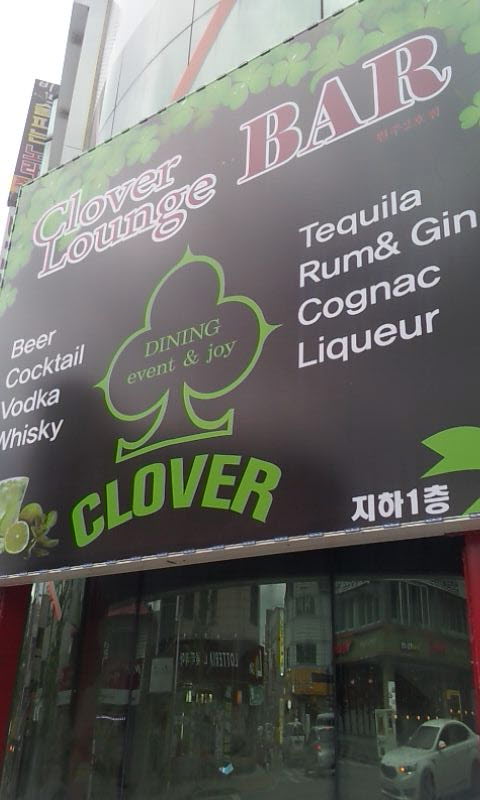 Clover
Lounge
BAR
Beer
Cocktail
Vodka
Whisky
DINING
event & joy
Tequila
Rum& Gin
Cognac
Liqueur
CLOVER
지하1층
LOTTERIA